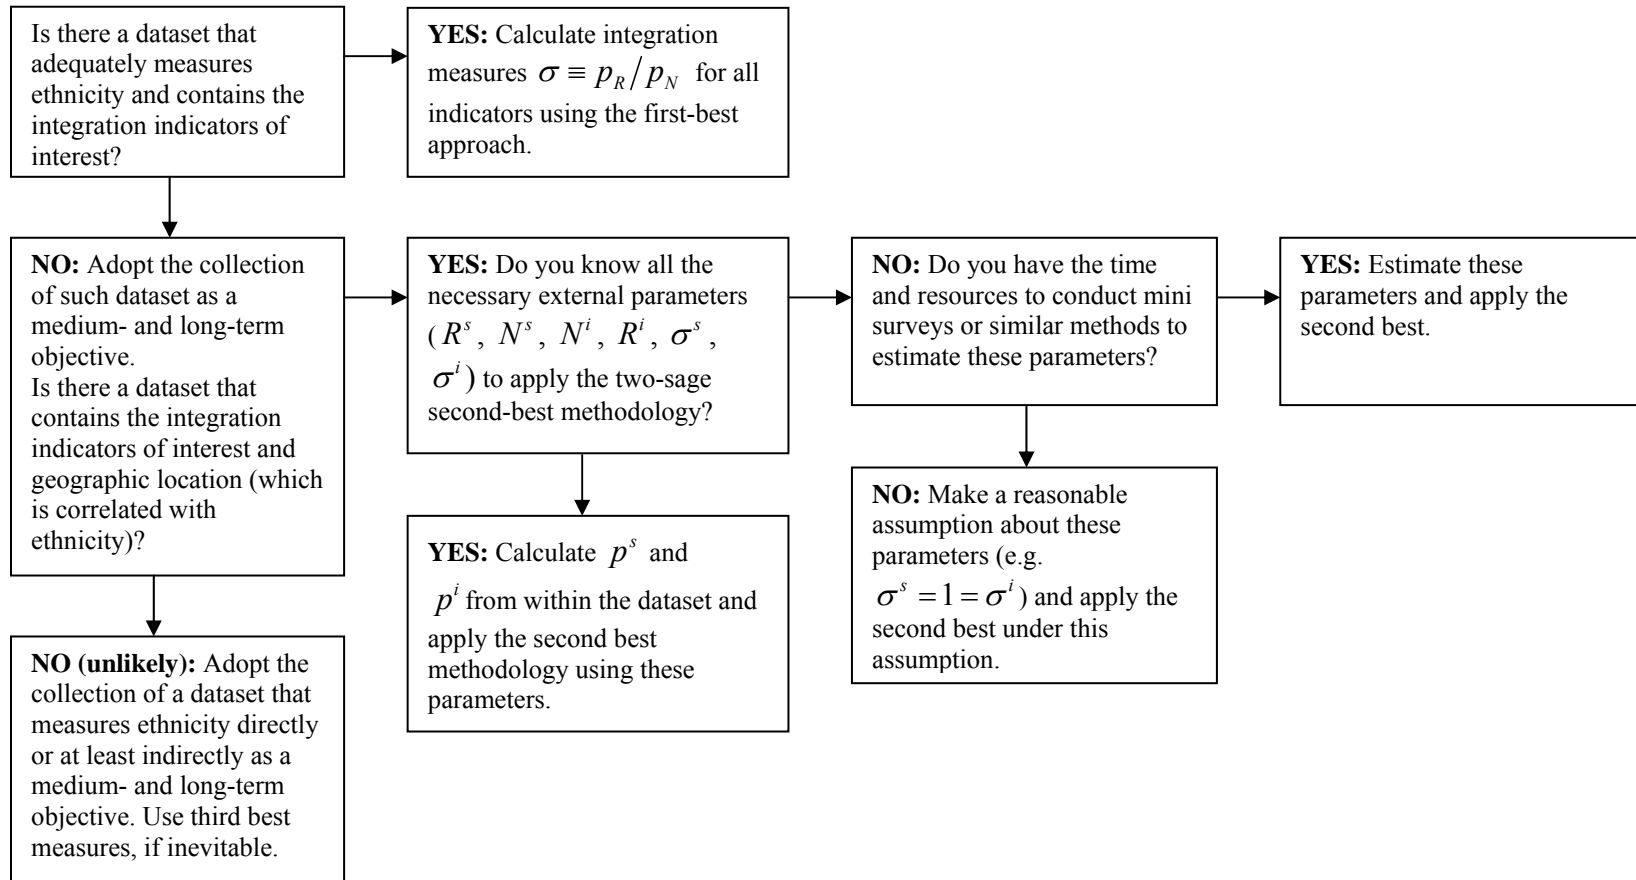 Is there a dataset that
adequately measures
ethnicity and contains the
integration indicators of
interest?
YES: Calculate integration
measures σ ≡ p_R/p_N for all
indicators using the first-best
approach.
NO: Adopt the collection
of such dataset as a
medium- and long-term
objective.
Is there a dataset that
contains the integration
indicators of interest and
geographic location (which
is correlated with
ethnicity)?
YES: Do you know all the
necessary external parameters
( R^s , N^s , N^i , R^i , σ^s ,
σ^i ) to apply the two-sage
second-best methodology?
NO: Do you have the time
and resources to conduct mini
surveys or similar methods to
estimate these parameters?
YES: Estimate these
parameters and apply the
second best.
YES: Calculate p^s and
p^i from within the dataset and
apply the second best
methodology using these
parameters.
NO: Make a reasonable
assumption about these
parameters (e.g.
σ^s = 1 = σ^i ) and apply the
second best under this
assumption.
NO (unlikely): Adopt the
collection of a dataset that
measures ethnicity directly
or at least indirectly as a
medium- and long-term
objective. Use third best
measures, if inevitable.